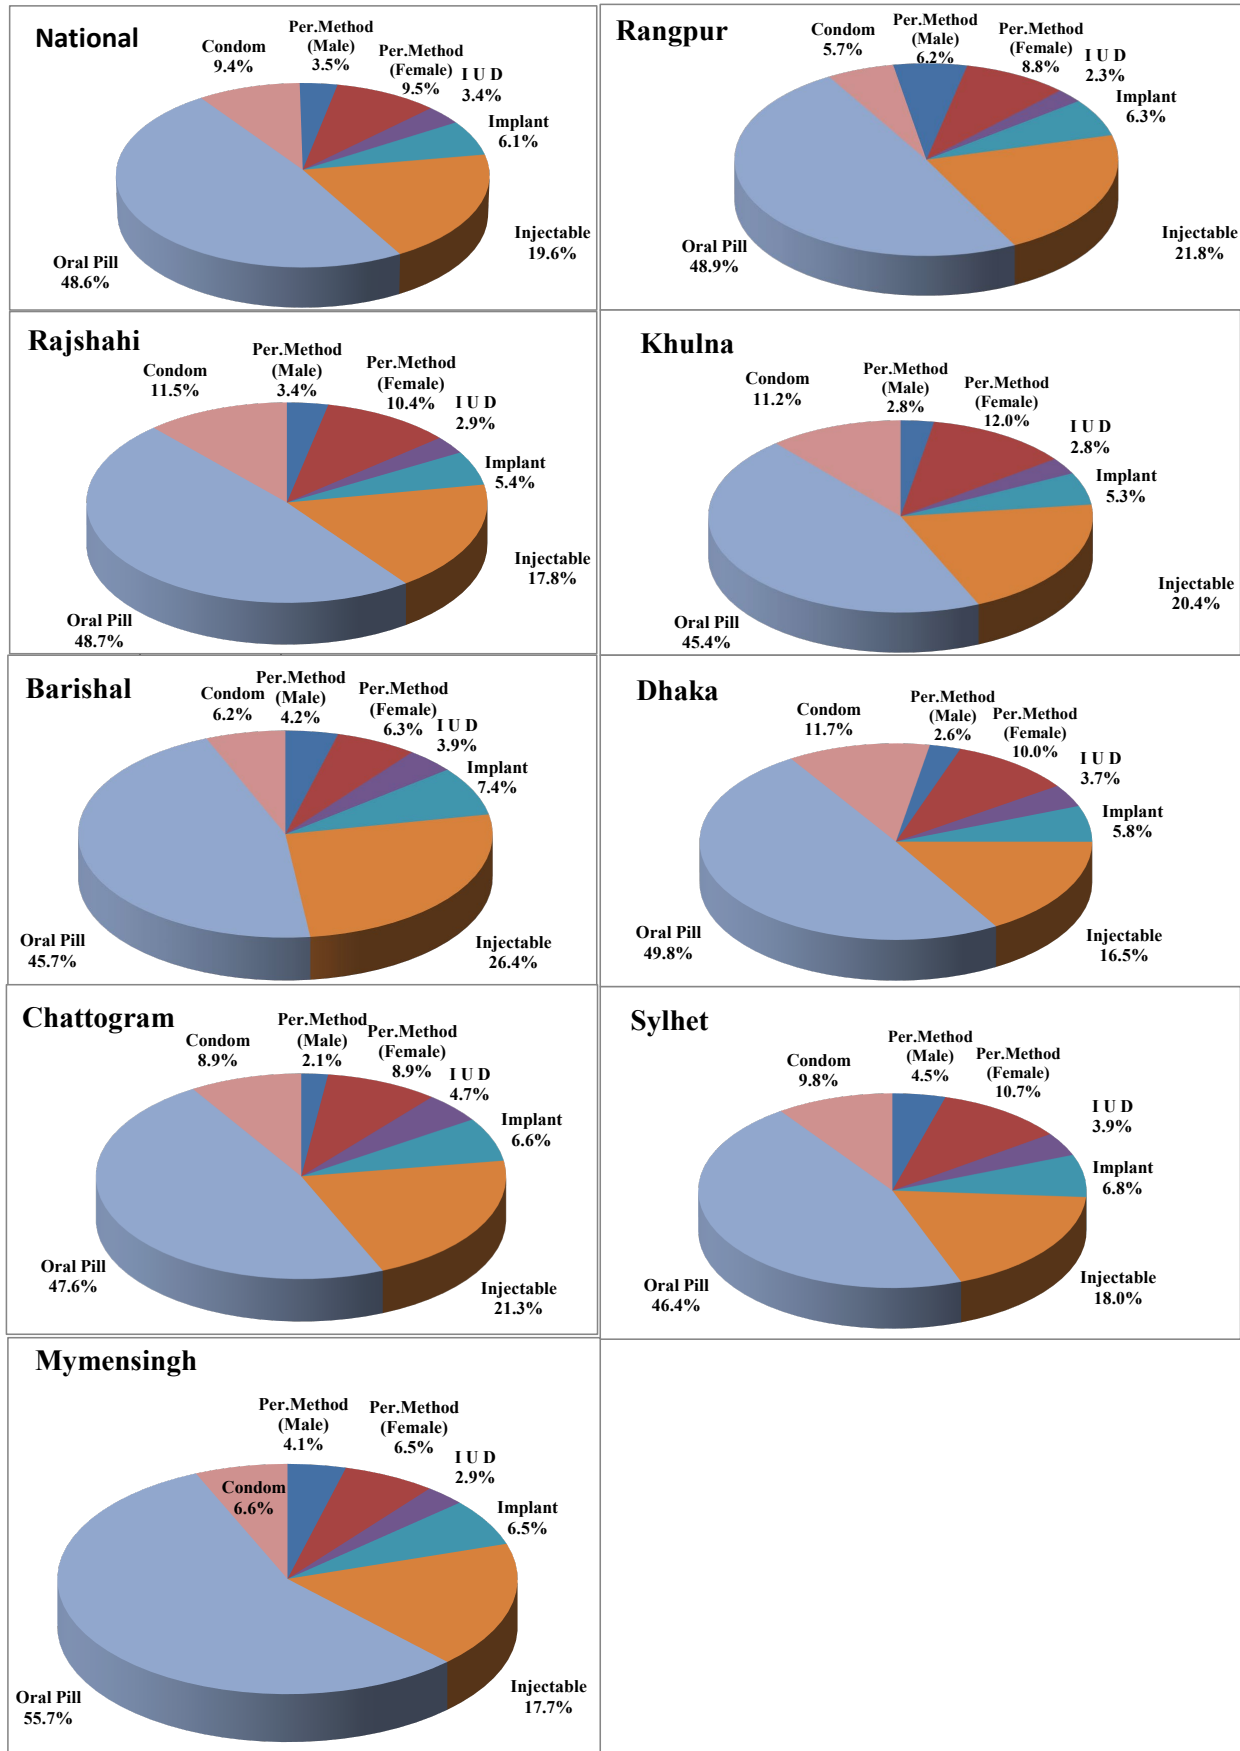 National
Condom
9.4%
Per.Method
(Male)
3.5%
Per.Method
(Female)
9.5%
I U D
3.4%
Implant
6.1%
Injectable
19.6%
Oral Pill
48.6%
Rangpur
Condom
5.7%
Per.Method
(Male)
6.2%
Per.Method
(Female)
8.8%
I U D
2.3%
Implant
6.3%
Injectable
21.8%
Oral Pill
48.9%
Rajshahi
Condom
11.5%
Per.Method
(Male)
3.4%
Per.Method
(Female)
10.4%
I U D
2.9%
Implant
5.4%
Injectable
17.8%
Oral Pill
48.7%
Khulna
Condom
11.2%
Per.Method
(Male)
2.8%
Per.Method
(Female)
12.0%
I U D
2.8%
Implant
5.3%
Injectable
20.4%
Oral Pill
45.4%
Barishal
Condom
6.2%
Per.Method
(Male)
4.2%
Per.Method
(Female)
6.3%
I U D
3.9%
Implant
7.4%
Injectable
26.4%
Oral Pill
45.7%
Dhaka
Condom
11.7%
Per.Method
(Male)
2.6%
Per.Method
(Female)
10.0%
I U D
3.7%
Implant
5.8%
Injectable
16.5%
Oral Pill
49.8%
Chattogram
Condom
8.9%
Per.Method
(Male)
2.1%
Per.Method
(Female)
8.9%
I U D
4.7%
Implant
6.6%
Injectable
21.3%
Oral Pill
47.6%
Sylhet
Condom
9.8%
Per.Method
(Male)
4.5%
Per.Method
(Female)
10.7%
I U D
3.9%
Implant
6.8%
Injectable
18.0%
Oral Pill
46.4%
Mymensingh
Condom
6.6%
Per.Method
(Male)
4.1%
Per.Method
(Female)
6.5%
I U D
2.9%
Implant
6.5%
Injectable
17.7%
Oral Pill
55.7%